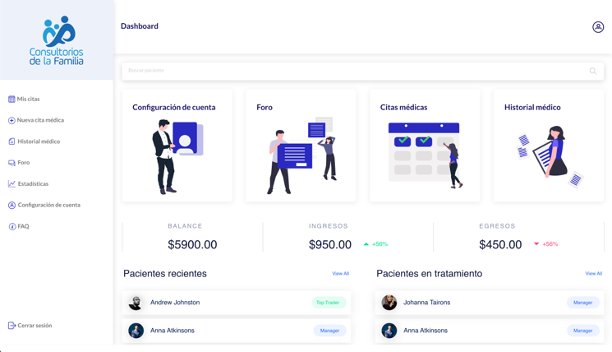 Dashboard
Consultorios
de la Familia
Buscar paciente
Mis citas
Nueva cita médica
Historial médico
Foro
Estadísticas
Configuración de cuenta
FAQ
Cerrar sesión
Configuración de cuenta
Foro
Citas médicas
Historial médico
BALANCE
$5900.00
INGRESOS
$950.00
+56%
EGRESOS
$450.00
+56%
Pacientes recientes
View All
Andrew Johnston
Top Trader
Anna Atkinsons
Manager
Pacientes en tratamiento
View All
Johanna Tairons
Manager
Anna Atkinsons
Manager